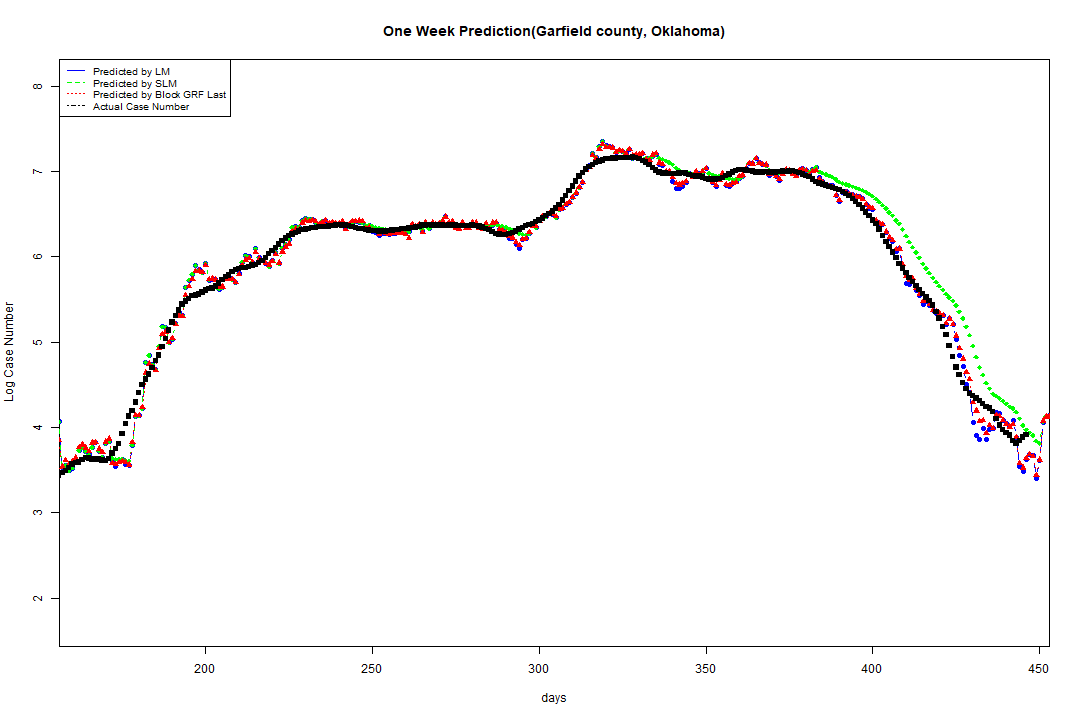 One Week Prediction(Garfield county, Oklahoma)
Predicted by LM
Predicted by SLM
Predicted by Block GRF Last
Actual Case Number
8
7
6
5
4
3
2
Log Case Number
200 250 300 350 400 450
days